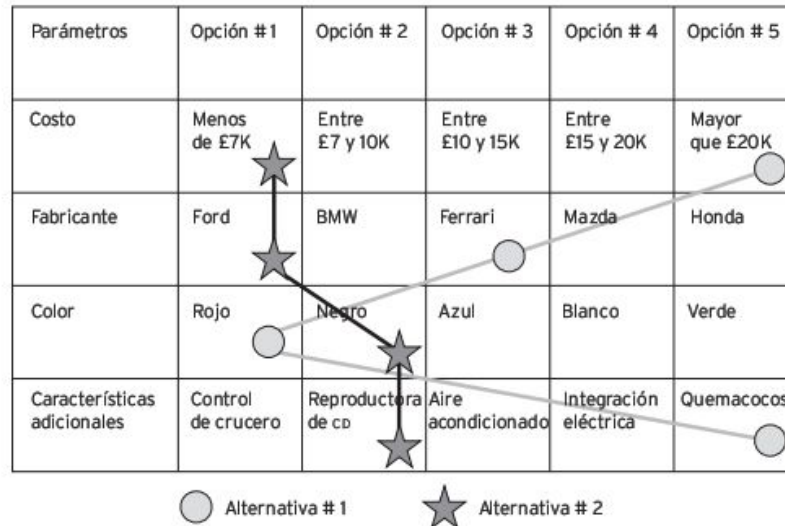 Parámetros Opción # 1 Opción # 2 Opción # 3 Opción # 4 Opción # 5
Costo Menos Entre Entre Entre Mayor
de £7K £7 y 10K £10 y 15K £15 y 20K que £20K
Fabricante Ford BMW Ferrari Mazda Honda
Color Rojo Negro Azul Blanco Verde
Características Control Reproductora Aire Integración Quemacocos
adicionales de crucero de CD acondicionado eléctrica
Alternativa # 1 Alternativa # 2